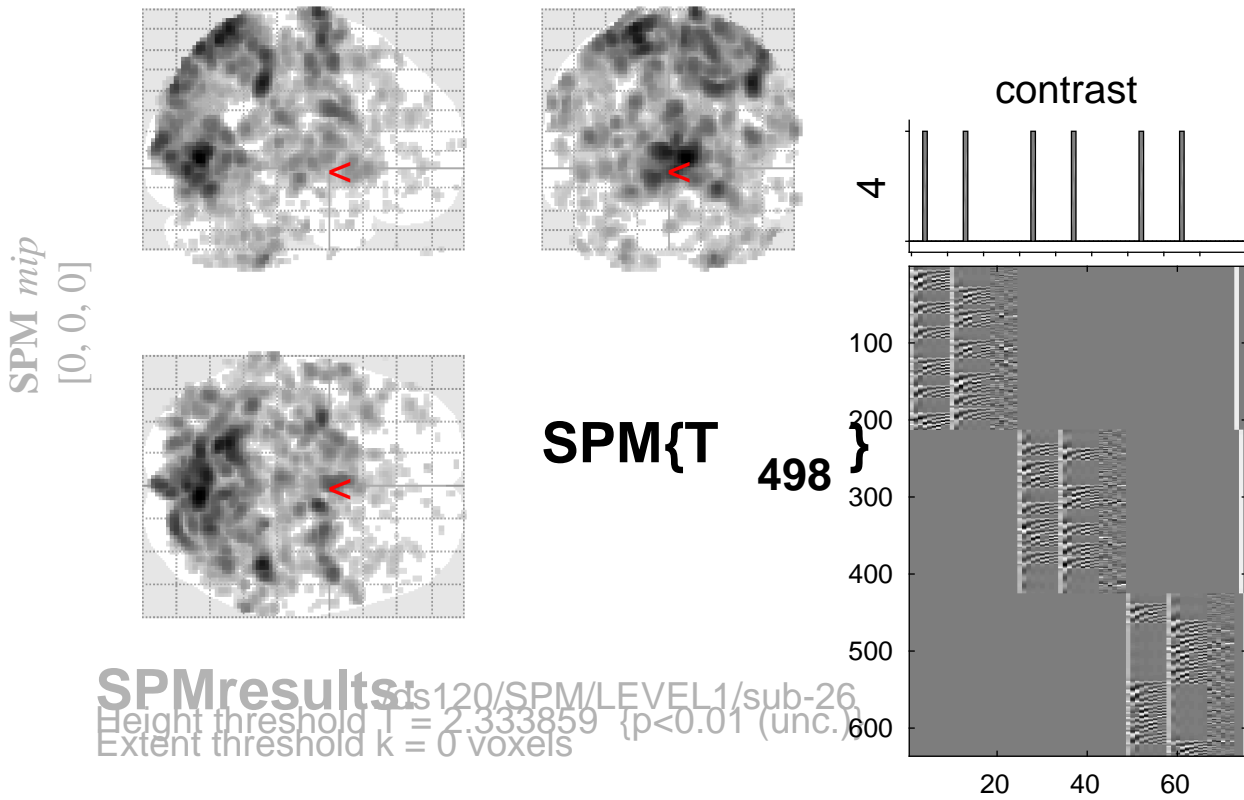 contrast
4
SPM mip
[0, 0, 0]
<
<
<
SPM{T 498 }
100
200
300
400
500
600
20 40 60
SPMresults: /ds120/SPM/LEVEL1/sub-26
Height threshold T = 2.333859 {p<0.01 (unc.)}
Extent threshold k = 0 voxels